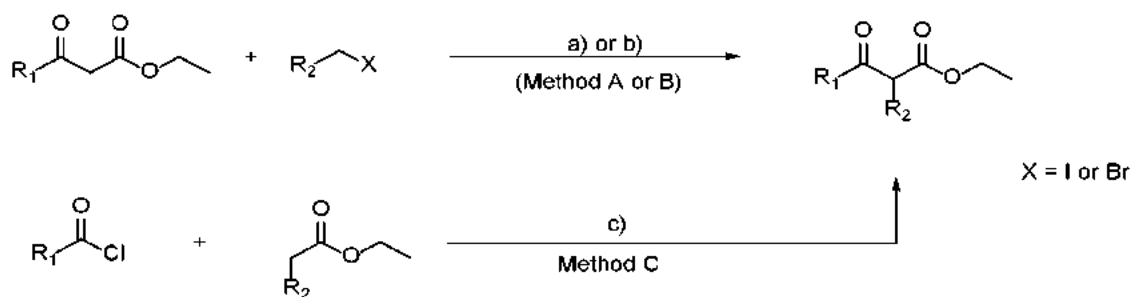 O O
R1 O
+
R2 X
a) or b)
(Method A or B)
O O
R1 O
R2
X = I or Br
O
R1 Cl
+
O
O
R2
c)
Method C